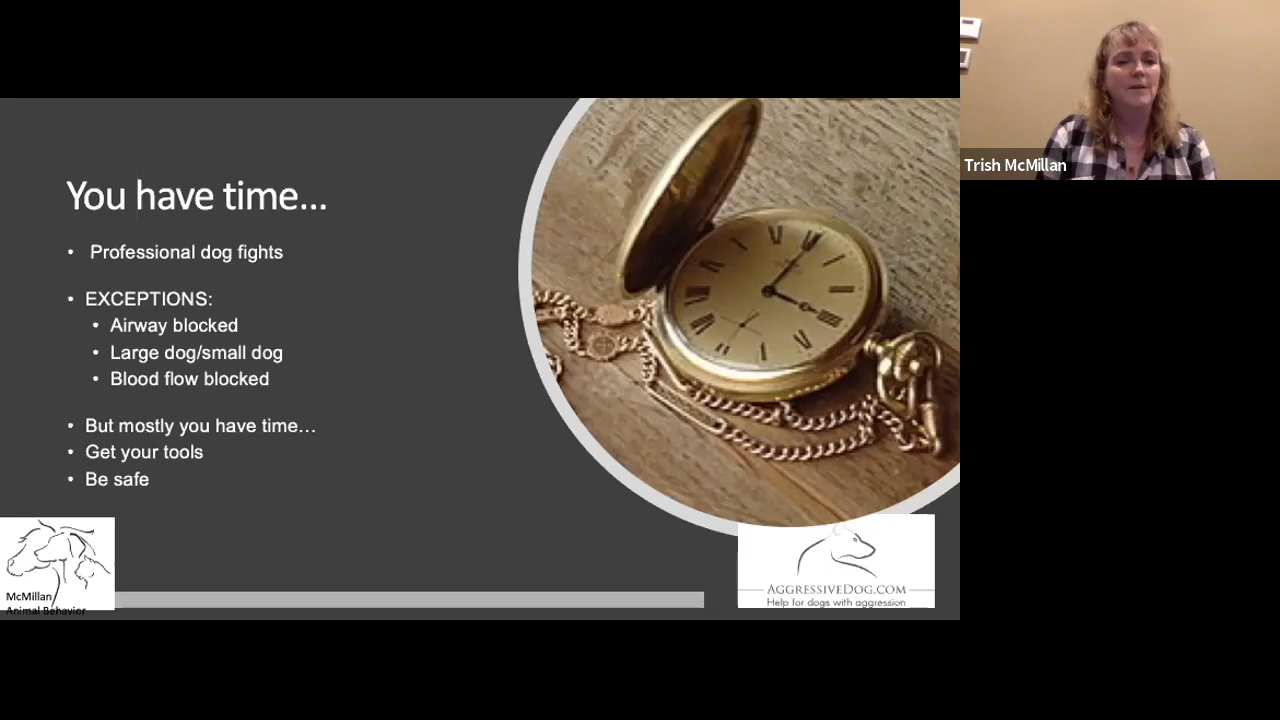 Trish McMillan
You have time...
• Professional dog fights
• EXCEPTIONS:
• Airway blocked
• Large dog/small dog
• Blood flow blocked
• But mostly you have time…
• Get your tools
• Be safe
McMillan
Animal Behavior
AGGRESSIVEDOG.COM
Help for dogs with aggression